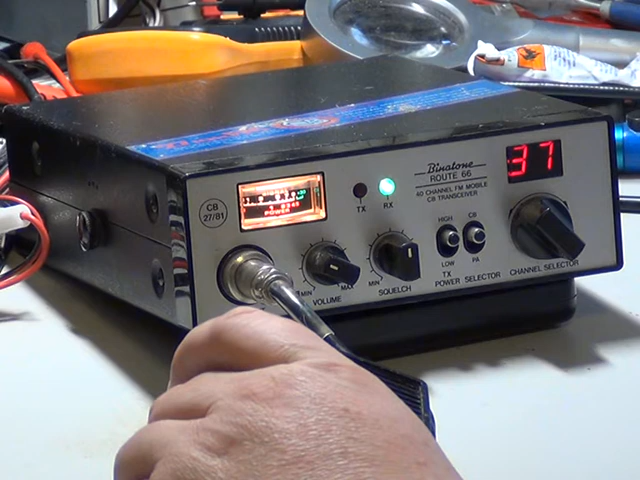 Binatone
ROUTE 66
40 CHANNEL FM MOBILE
CB TRANSCEIVER
37
CB
27/81
SIGNAL
POWER
TX
RX
HIGH
CB
LOW
PA
MIN
MAX
VOLUME
MIN
SQUELCH
TX
POWER
SELECTOR
CHANNEL SELECTOR